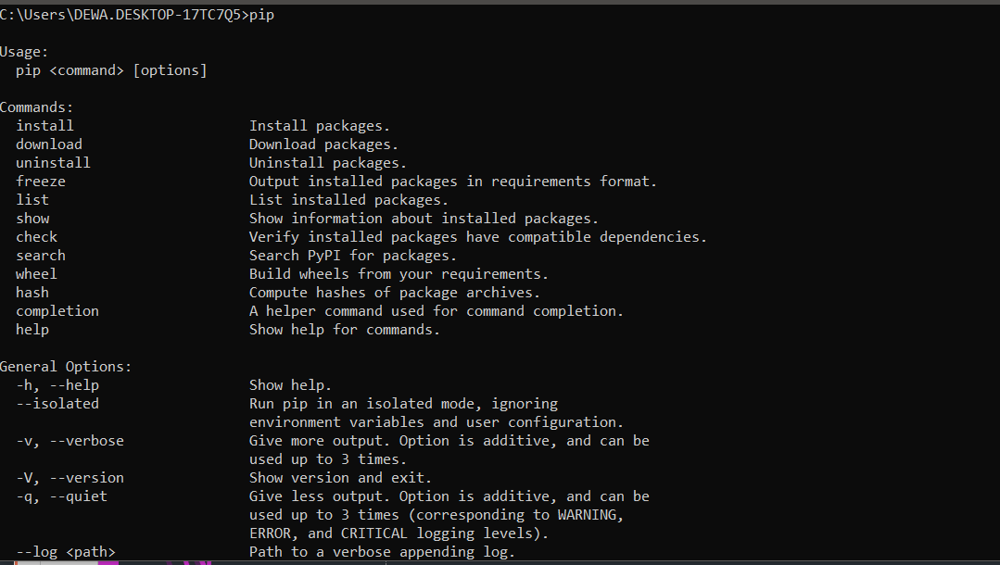 C:\Users\DEWA.DESKTOP-17TC7Q5>pip
Usage:
pip <command> [options]
Commands:
install Install packages.
download Download packages.
uninstall Uninstall packages.
freeze Output installed packages in requirements format.
list List installed packages.
show Show information about installed packages.
check Verify installed packages have compatible dependencies.
search Search PyPI for packages.
wheel Build wheels from your requirements.
hash Compute hashes of package archives.
completion A helper command used for command completion.
help Show help for commands.
General Options:
-h, --help Show help.
--isolated Run pip in an isolated mode, ignoring
environment variables and user configuration.
-v, --verbose Give more output. Option is additive, and can be
used up to 3 times.
-V, --version Show version and exit.
-q, --quiet Give less output. Option is additive, and can be
used up to 3 times (corresponding to WARNING,
ERROR, and CRITICAL logging levels).
--log <path> Path to a verbose appending log.